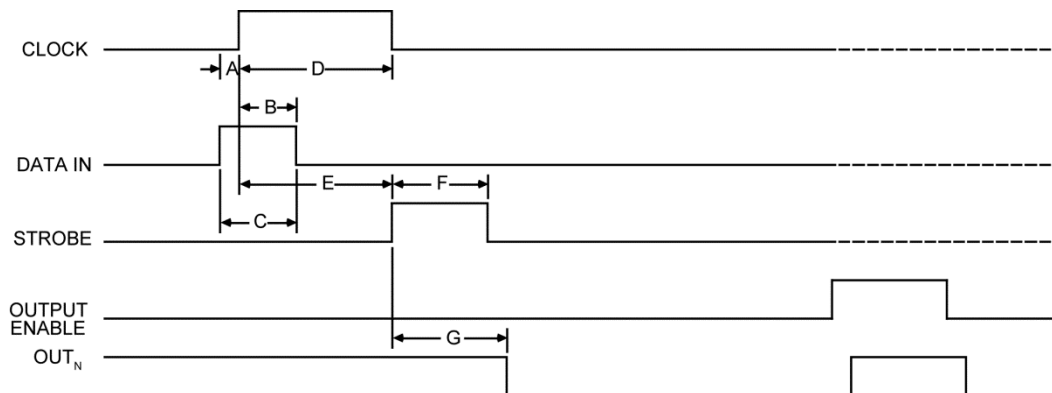 CLOCK
A
D
B
DATA IN
E
F
C
STROBE
OUTPUT
ENABLE
G
OUTN